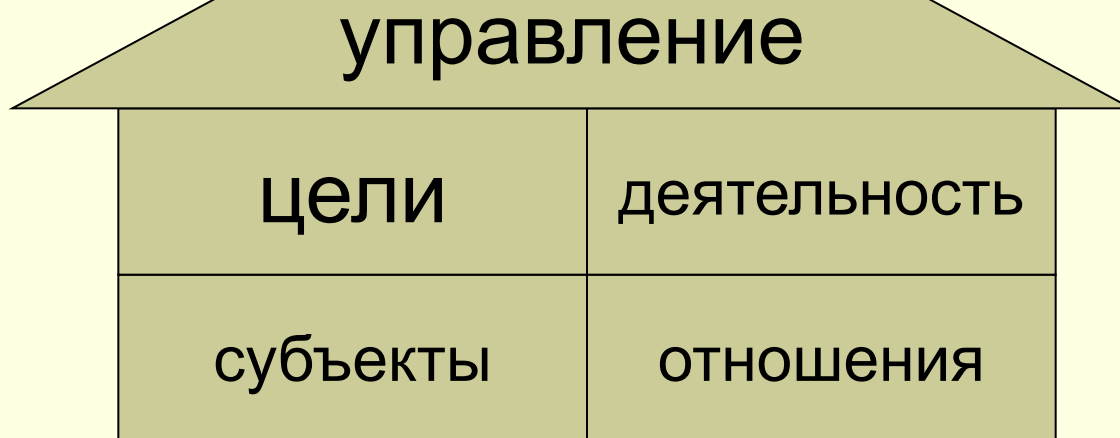 управление
цели
деятельность
субъекты
отношения